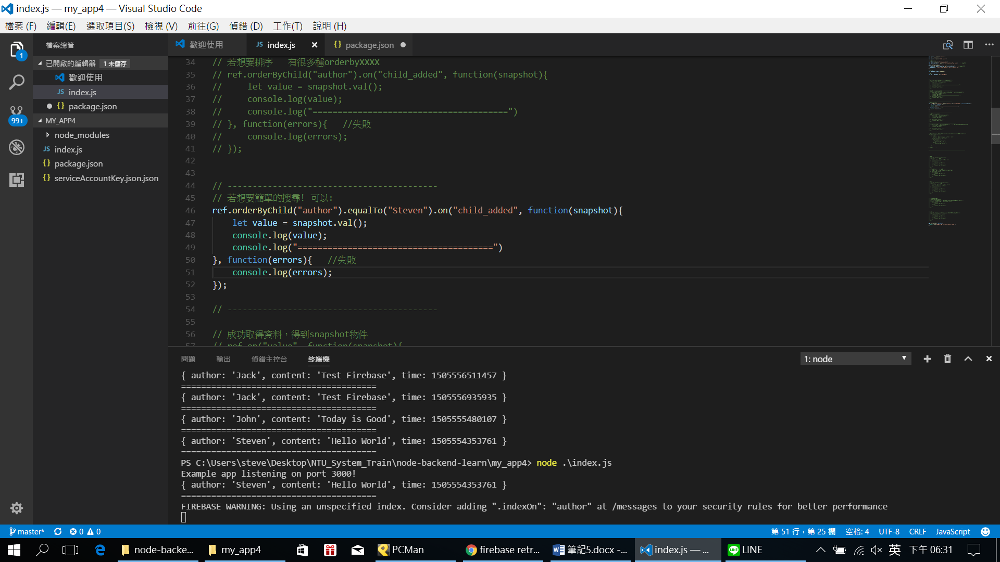 index.js — my_app4 — Visual Studio Code
檔案 (F) 編輯(E) 選取項目(S) 檢視 (V) 前往(G) 偵錯 (D) 工作(T) 說明 (H)
1
99+
檔案總管
已開啟的編輯器 1 未儲存
歡迎使用
JS index.js
{} package.json
MY_APP4
node_modules
JS index.js
{} package.json
{} serviceAccountKey.json.json
歡迎使用 JS index.js {} package.json
34 // 若想要排序 有很多種orderbyXXXX
35 // ref.orderByChild("author").on("child_added", function(snapshot){
36 // let value = snapshot.val();
37 // console.log(value);
38 // console.log("=======================================")
39 // }, function(errors){ //失敗
40 // console.log(errors);
41 // });
42
43
44 // ------------------------------------------
45 // 若想要簡單的搜尋! 可以:
46 ref.orderByChild("author").equalTo("Steven").on("child_added", function(snapshot){
47 let value = snapshot.val();
48 console.log(value);
49 console.log("=======================================")
50 }, function(errors){ //失敗
51 console.log(errors);
52 });
53
54 // ------------------------------------------
55
56 // 成功取得資料，得到snapshot物件
57 // ref.on("value", function(snapshot){
問題 輸出 偵錯主控台 終端機 1: node
{ author: 'Jack', content: 'Test Firebase', time: 1505556511457 }
=======================================
{ author: 'Jack', content: 'Test Firebase', time: 1505556935935 }
=======================================
{ author: 'John', content: 'Today is Good', time: 1505555480107 }
=======================================
{ author: 'Steven', content: 'Hello World', time: 1505554353761 }
=======================================
PS C:\Users\steve\Desktop\NTU_System_Train\node-backend-learn\my_app4> node .\index.js
Example app listening on port 3000!
{ author: 'Steven', content: 'Hello World', time: 1505554353761 }
=======================================
FIREBASE WARNING: Using an unspecified index. Consider adding ".indexOn": "author" at /messages to your security rules for better performance
master* 0 0 第 51 行，第 25 欄 空格: 4 UTF-8 CRLF JavaScript
node-backe... my_app4 PCMan firebase retr... 筆記5.docx -... index.js — ... LINE 英 下午 06:31